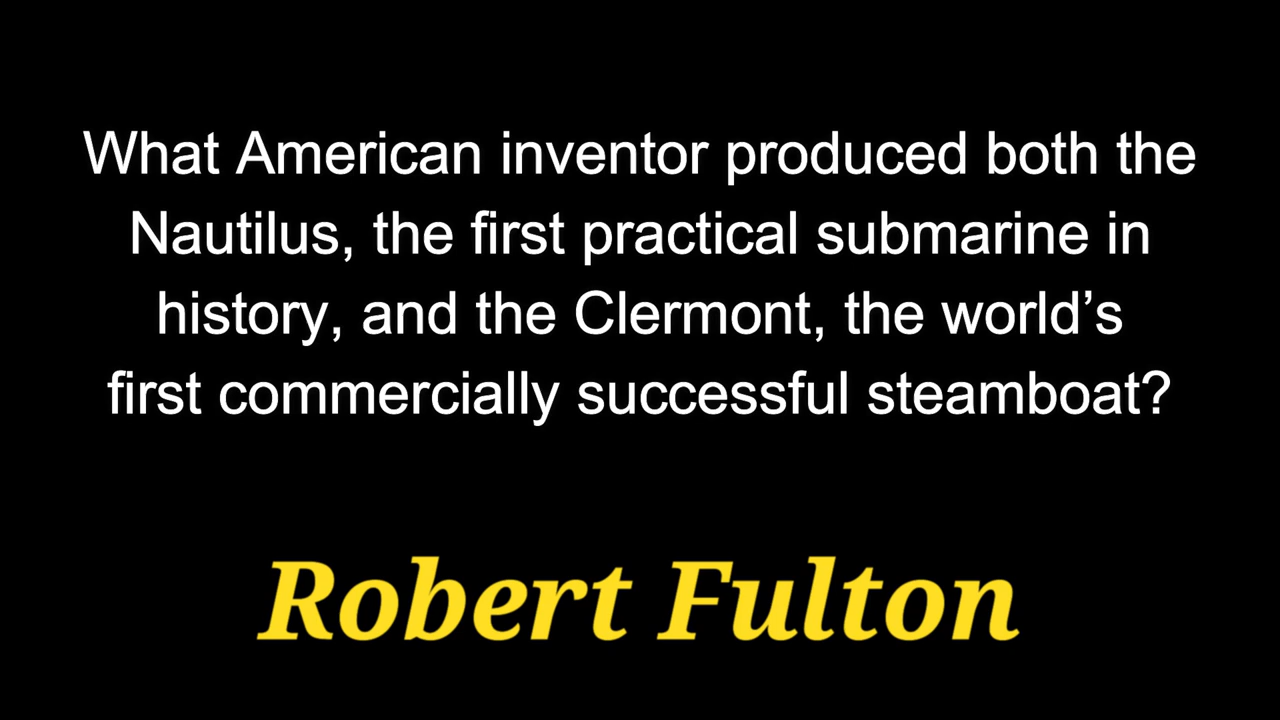 What American inventor produced both the
Nautilus, the first practical submarine in
history, and the Clermont, the world’s
first commercially successful steamboat?
Robert Fulton